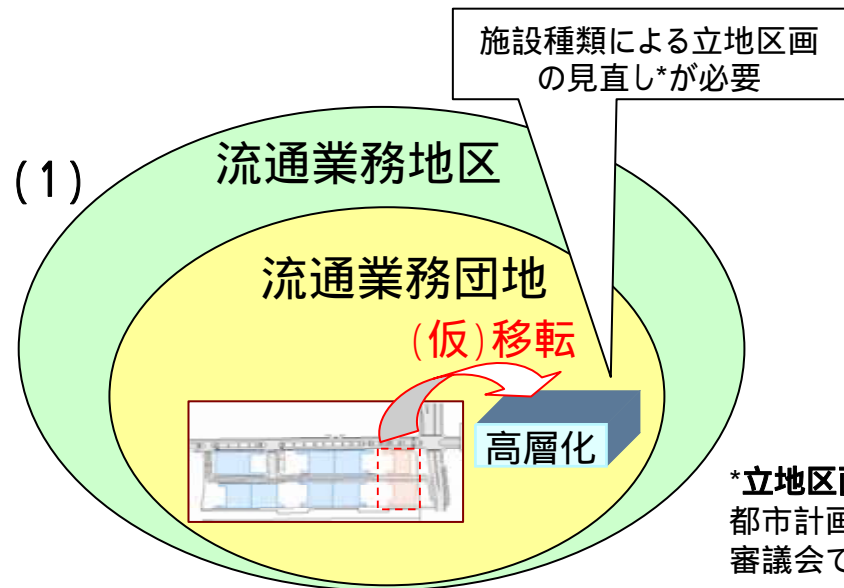 施設種類による立地区画
の見直し*が必要
(1)
流通業務地区
流通業務団地
(仮)移転
高層化
*立地区画
都市計画
審議会で